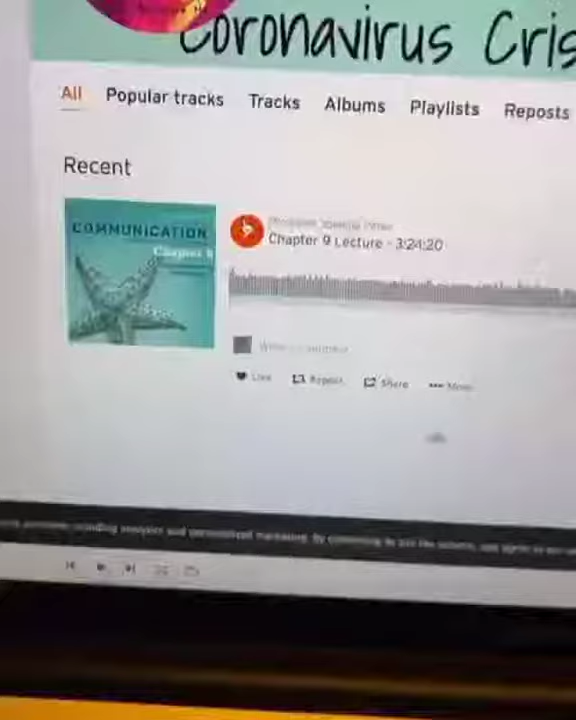 Coronavirus Cris
All Popular tracks Tracks Albums Playlists Reposts
Recent
COMMUNICATION
Chapter 9
Chapter 9 Lecture - 3:24:20
Like Repost Share More